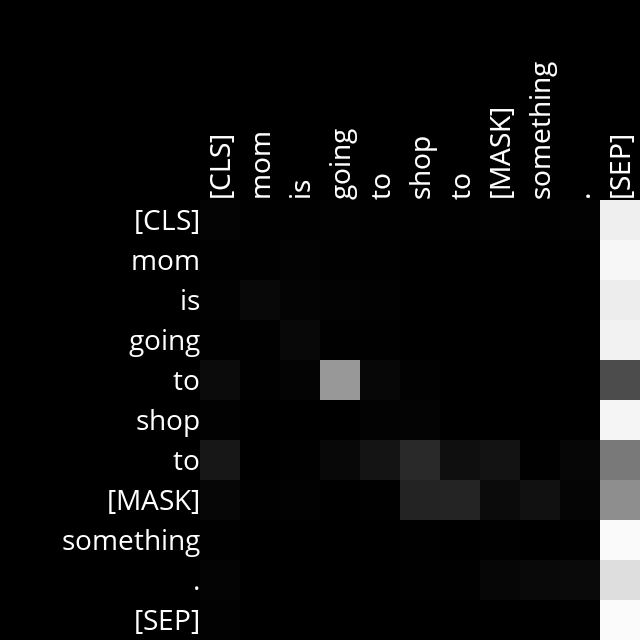 [CLS] mom is going to shop to [MASK] something . [SEP]
[CLS]
mom
is
going
to
shop
to
[MASK]
something
.
[SEP]